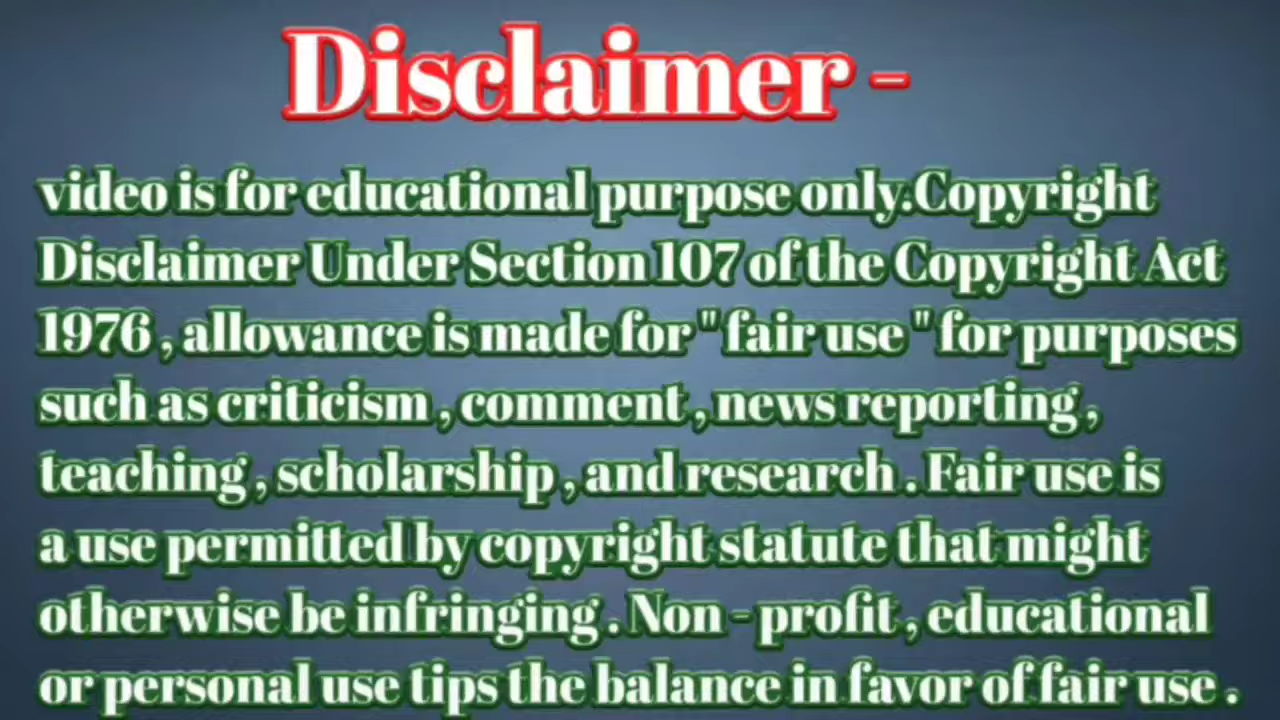 Disclaimer -
video is for educational purpose only.Copyright
Disclaimer Under Section 107 of the Copyright Act
1976 , allowance is made for "fair use " for purposes
such as criticism , comment , news reporting ,
teaching , scholarship , and research . Fair use is
a use permitted by copyright statute that might
otherwise be infringing . Non - profit , educational
or personal use tips the balance in favor of fair use .